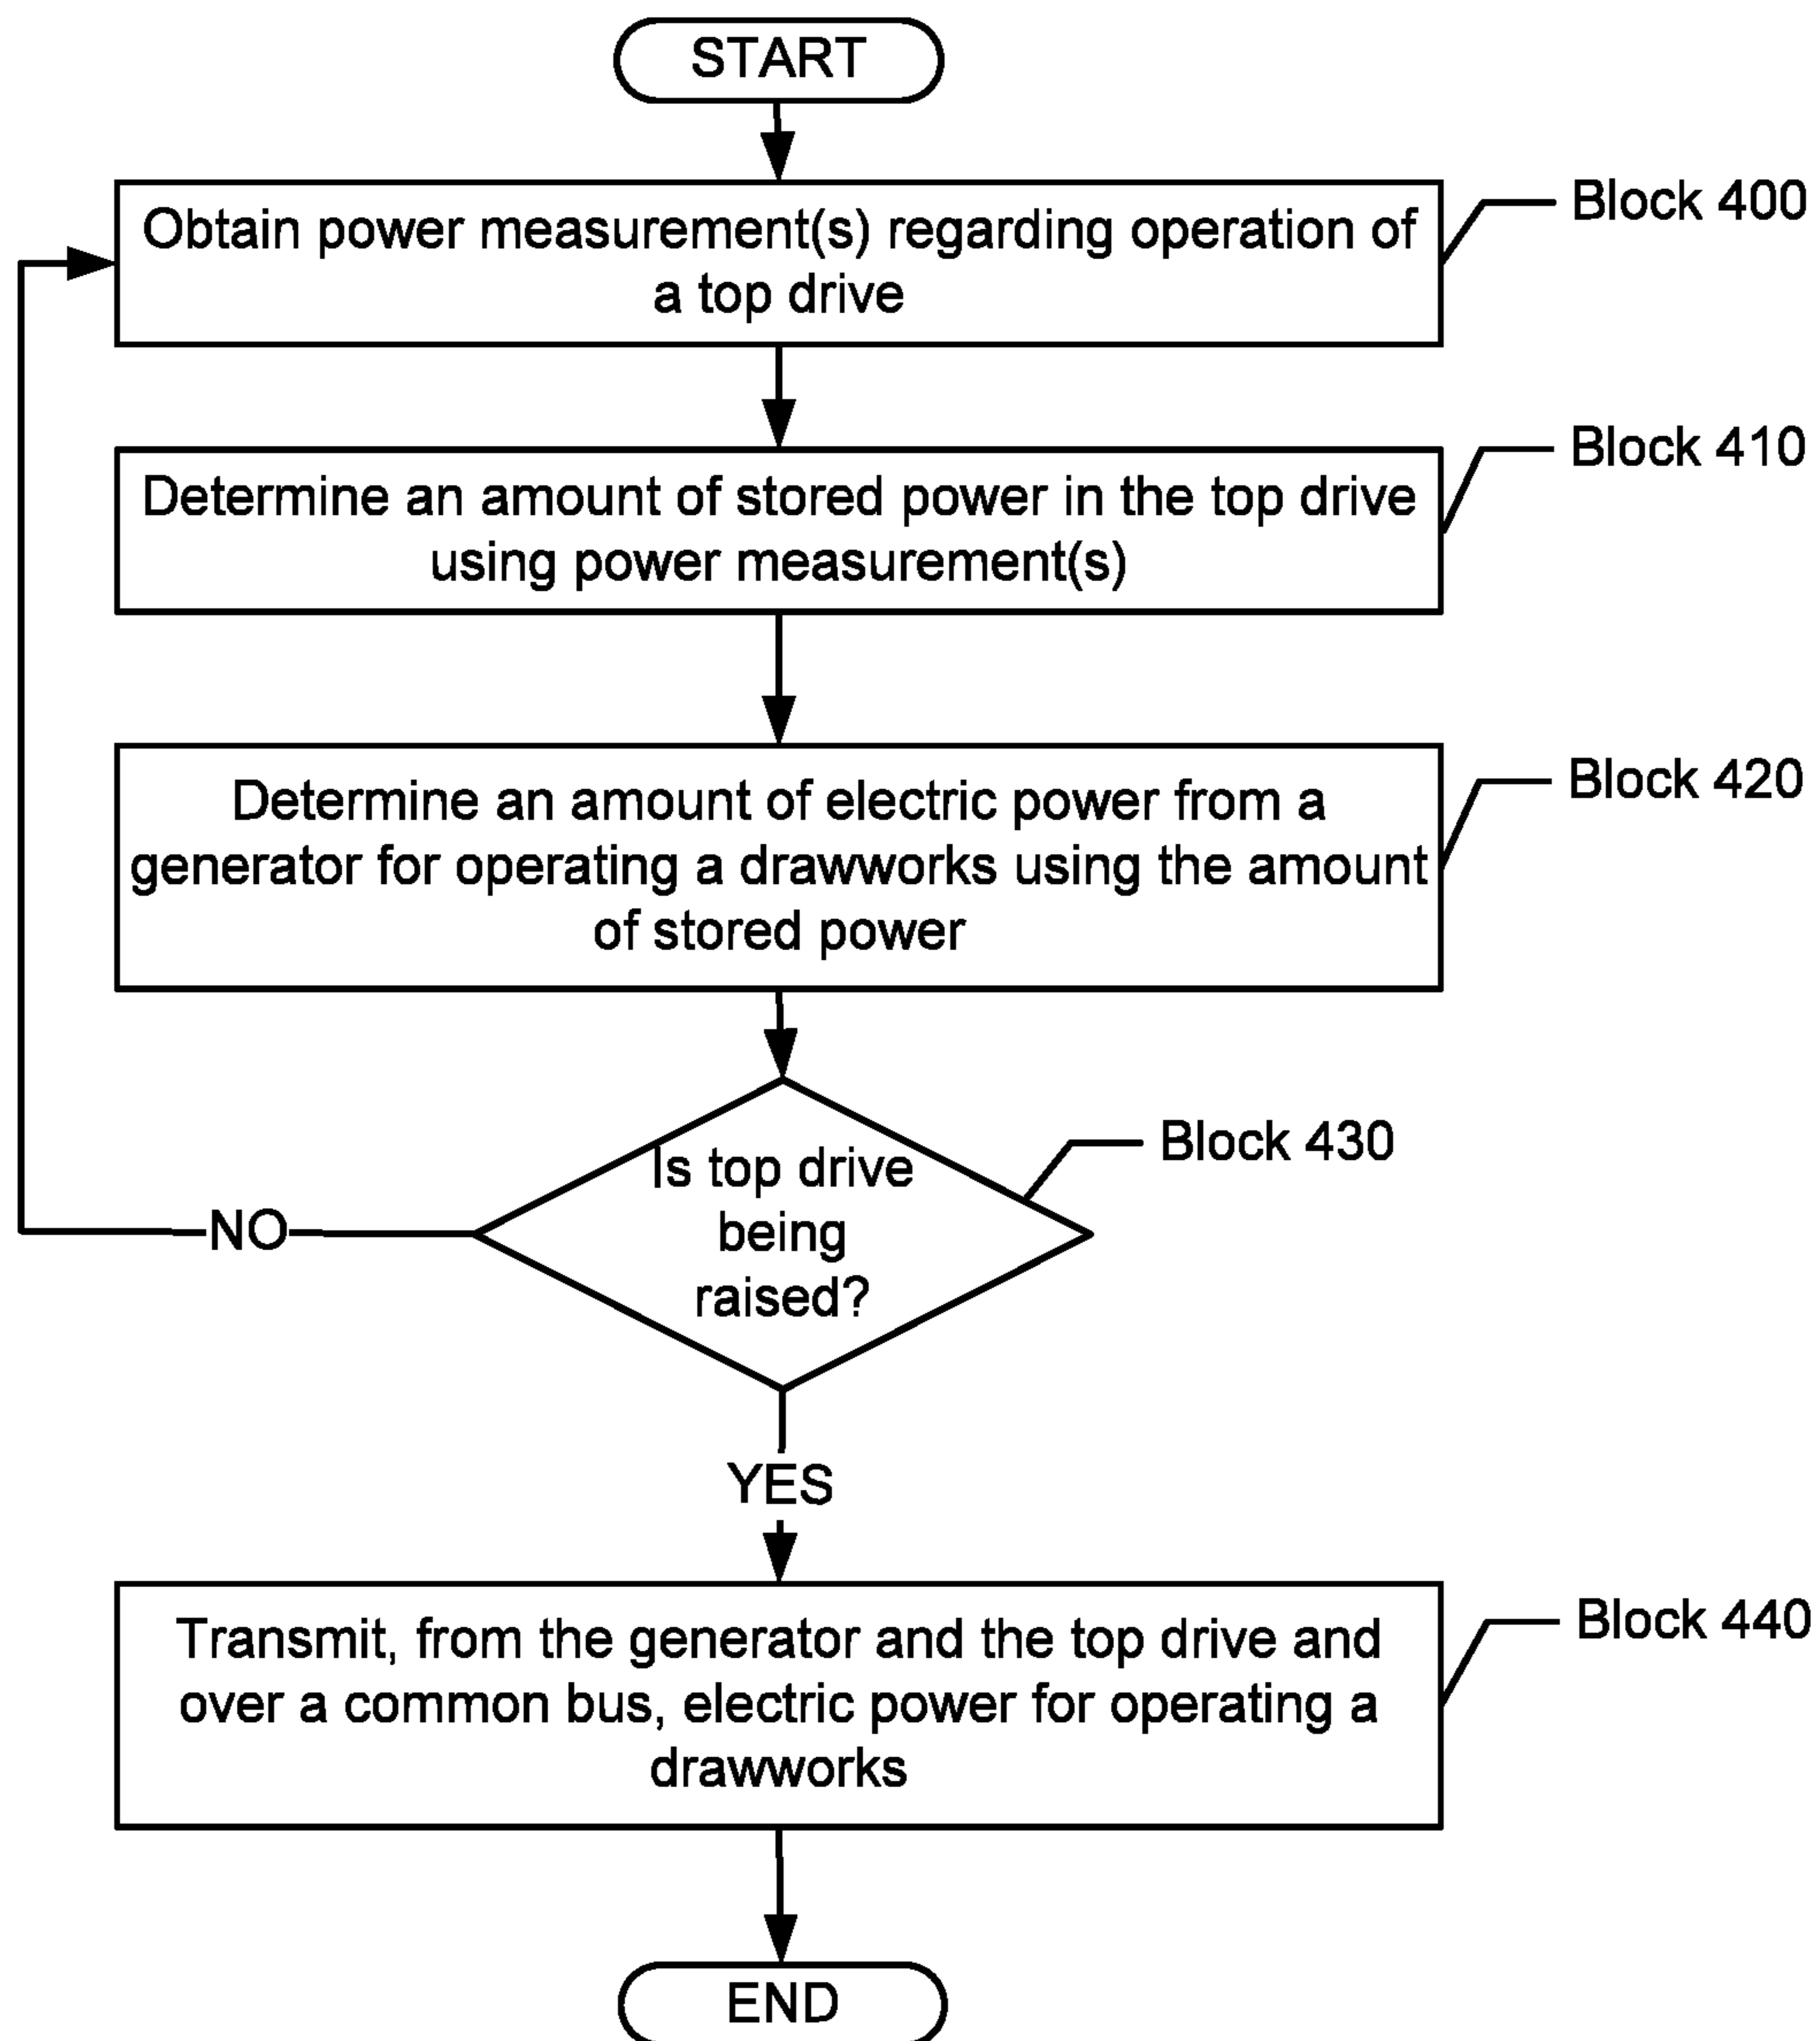 START
Obtain power measurement(s) regarding operation of
a top drive
Block 400
Determine an amount of stored power in the top drive
using power measurement(s)
Block 410
Determine an amount of electric power from a
generator for operating a drawworks using the amount
of stored power
Block 420
Is top drive
being
raised?
Block 430
NO
YES
Transmit, from the generator and the top drive and
over a common bus, electric power for operating a
drawworks
Block 440
END